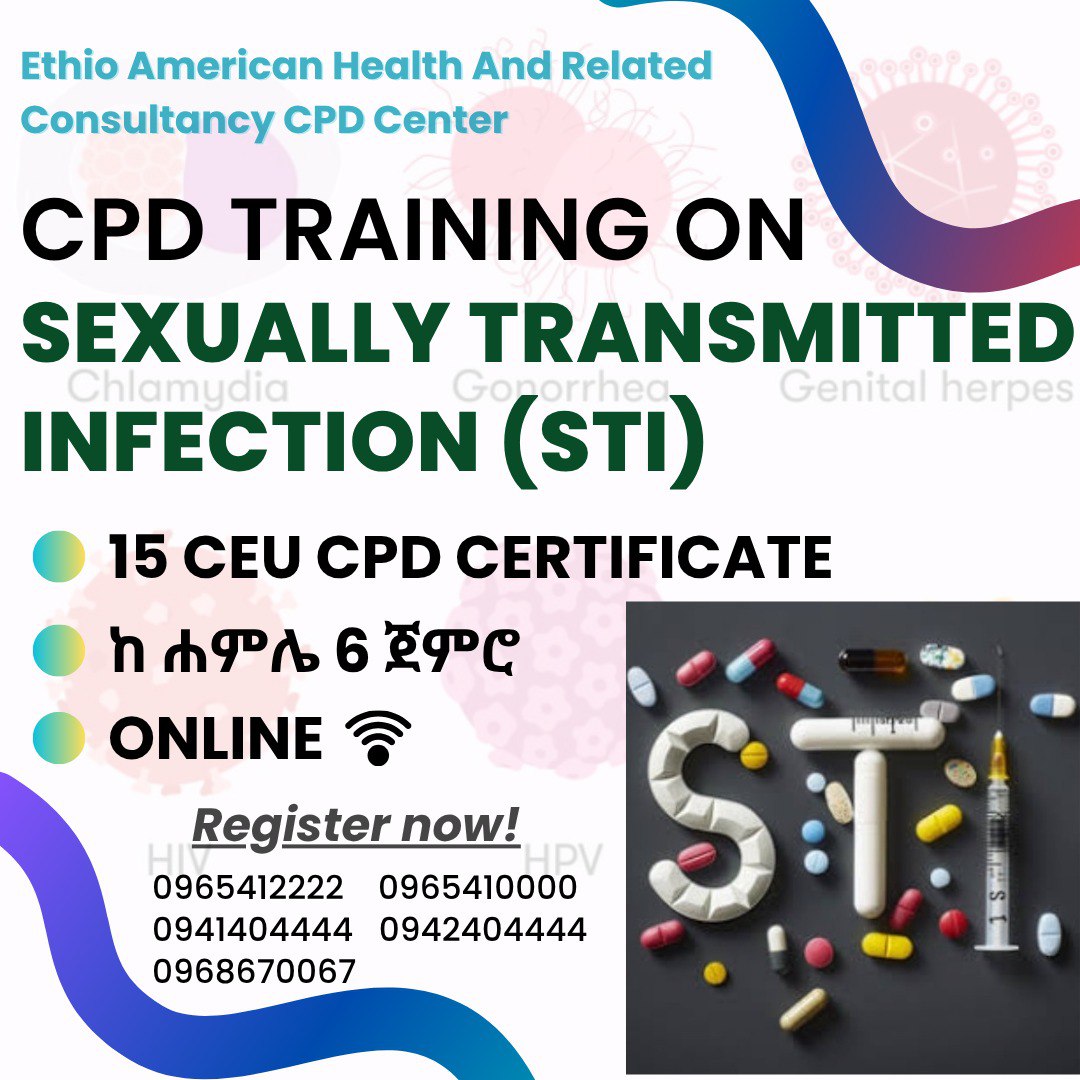 Ethio American Health And Related
Consultancy CPD Center
CPD TRAINING ON
SEXUALLY TRANSMITTED
Chlamydia Gonorrhea Genital herpes
INFECTION (STI)
15 CEU CPD CERTIFICATE
ከ ሐምሌ 6 ጀምሮ
ONLINE
Register now!
HIV HPV
0965412222 0965410000
0941404444 0942404444
0968670067
STI